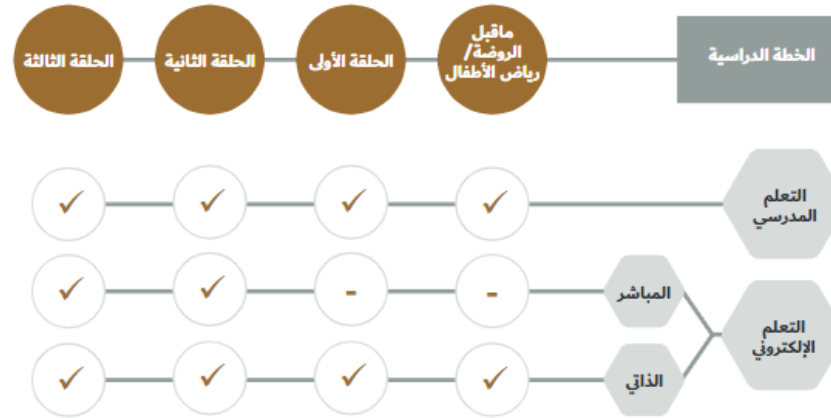 الخطة الدراسية
ماقبل
الروضة/
رياض الأطفال
الحلقة الأولى
الحلقة الثانية
الحلقة الثالثة
التعلم
المدرسي
✓ ✓ ✓ ✓
التعلم
الإلكتروني
المباشر
- - ✓ ✓
الذاتي
✓ ✓ ✓ ✓